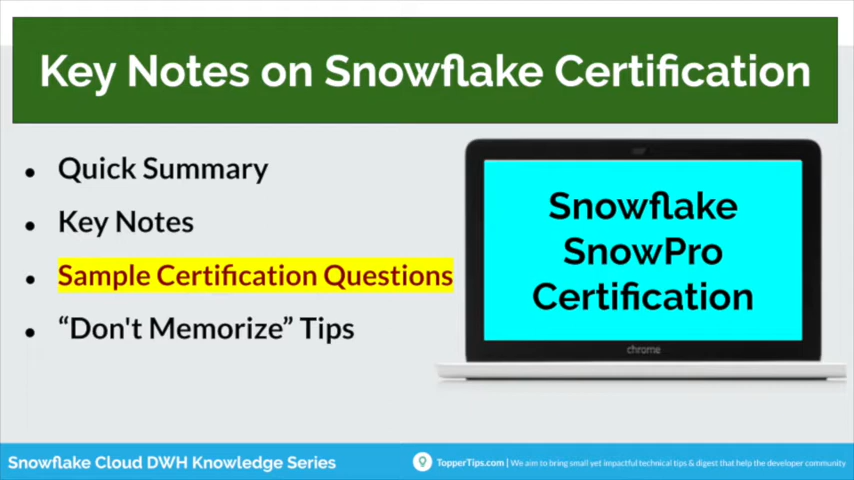 Key Notes on Snowflake Certification
• Quick Summary
• Key Notes
• Sample Certification Questions
• “Don't Memorize” Tips
Snowflake
SnowPro
Certification
chrome
Snowflake Cloud DWH Knowledge Series
TopperTips.com | We aim to bring small yet impactful technical tips & digest that help the developer community